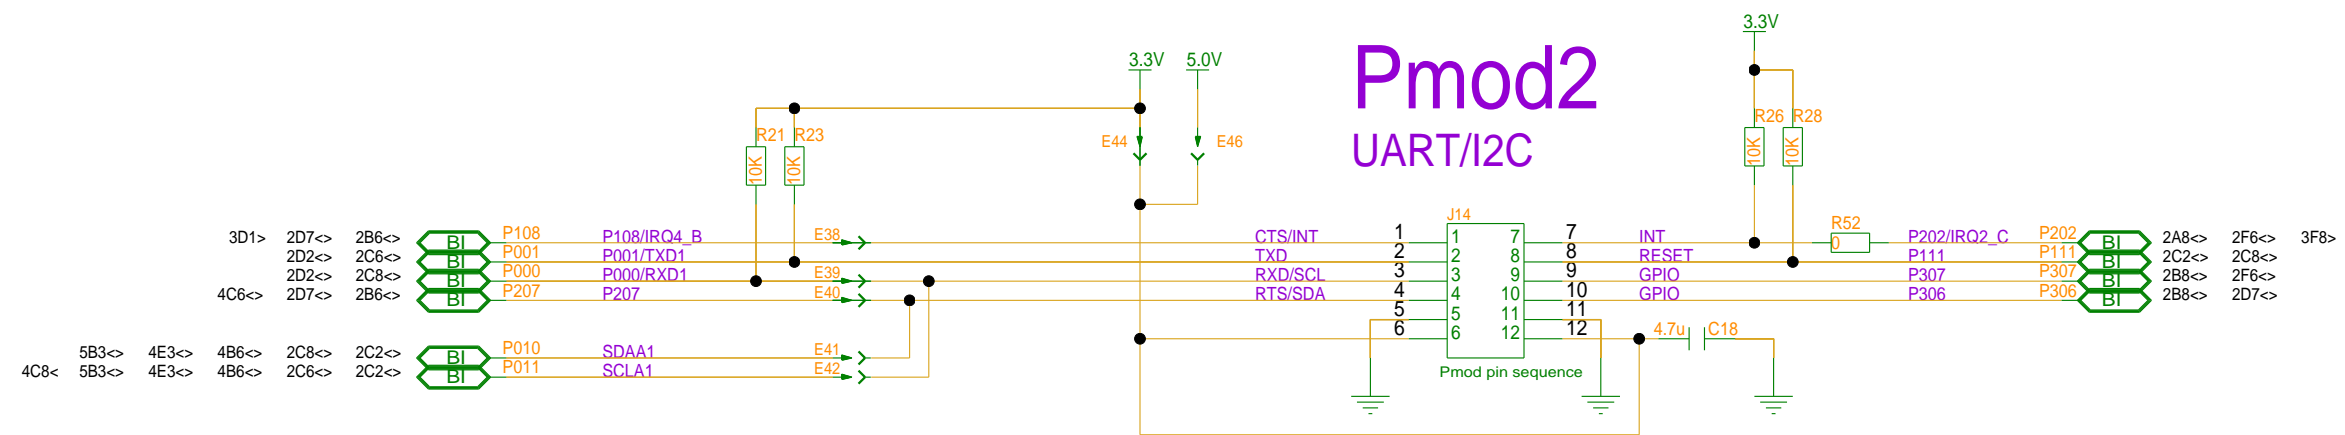 3.3V
3.3V 5.0V
Pmod2
UART/I2C
R26 R28
10K 10K
R21 R23
10K 10K
E44 E46
J14
R52
0
3D1> 2D7<> 2B6<> BI P108 P108/IRQ4_B E38 CTS/INT 1 1 7 7 INT P202/IRQ2_C P202 BI 2A8<> 2F6<> 3F8>
2D2<> 2C6<> BI P001 P001/TXD1 TXD 2 2 8 8 RESET P111 P111 BI 2C2<> 2C8<>
2D2<> 2C8<> BI P000 P000/RXD1 E39 RXD/SCL 3 3 9 9 GPIO P307 P307 BI 2B8<> 2F6<>
4C6<> 2D7<> 2B6<> BI P207 P207 E40 RTS/SDA 4 4 10 10 GPIO P306 P306 BI 2B8<> 2D7<>
5 5 11 11
6 6 12 12 4.7u C18
5B3<> 4E3<> 4B6<> 2C8<> 2C2<> BI P010 SDAA1 E41
4C8< 5B3<> 4E3<> 4B6<> 2C6<> 2C2<> BI P011 SCLA1 E42
Pmod pin sequence